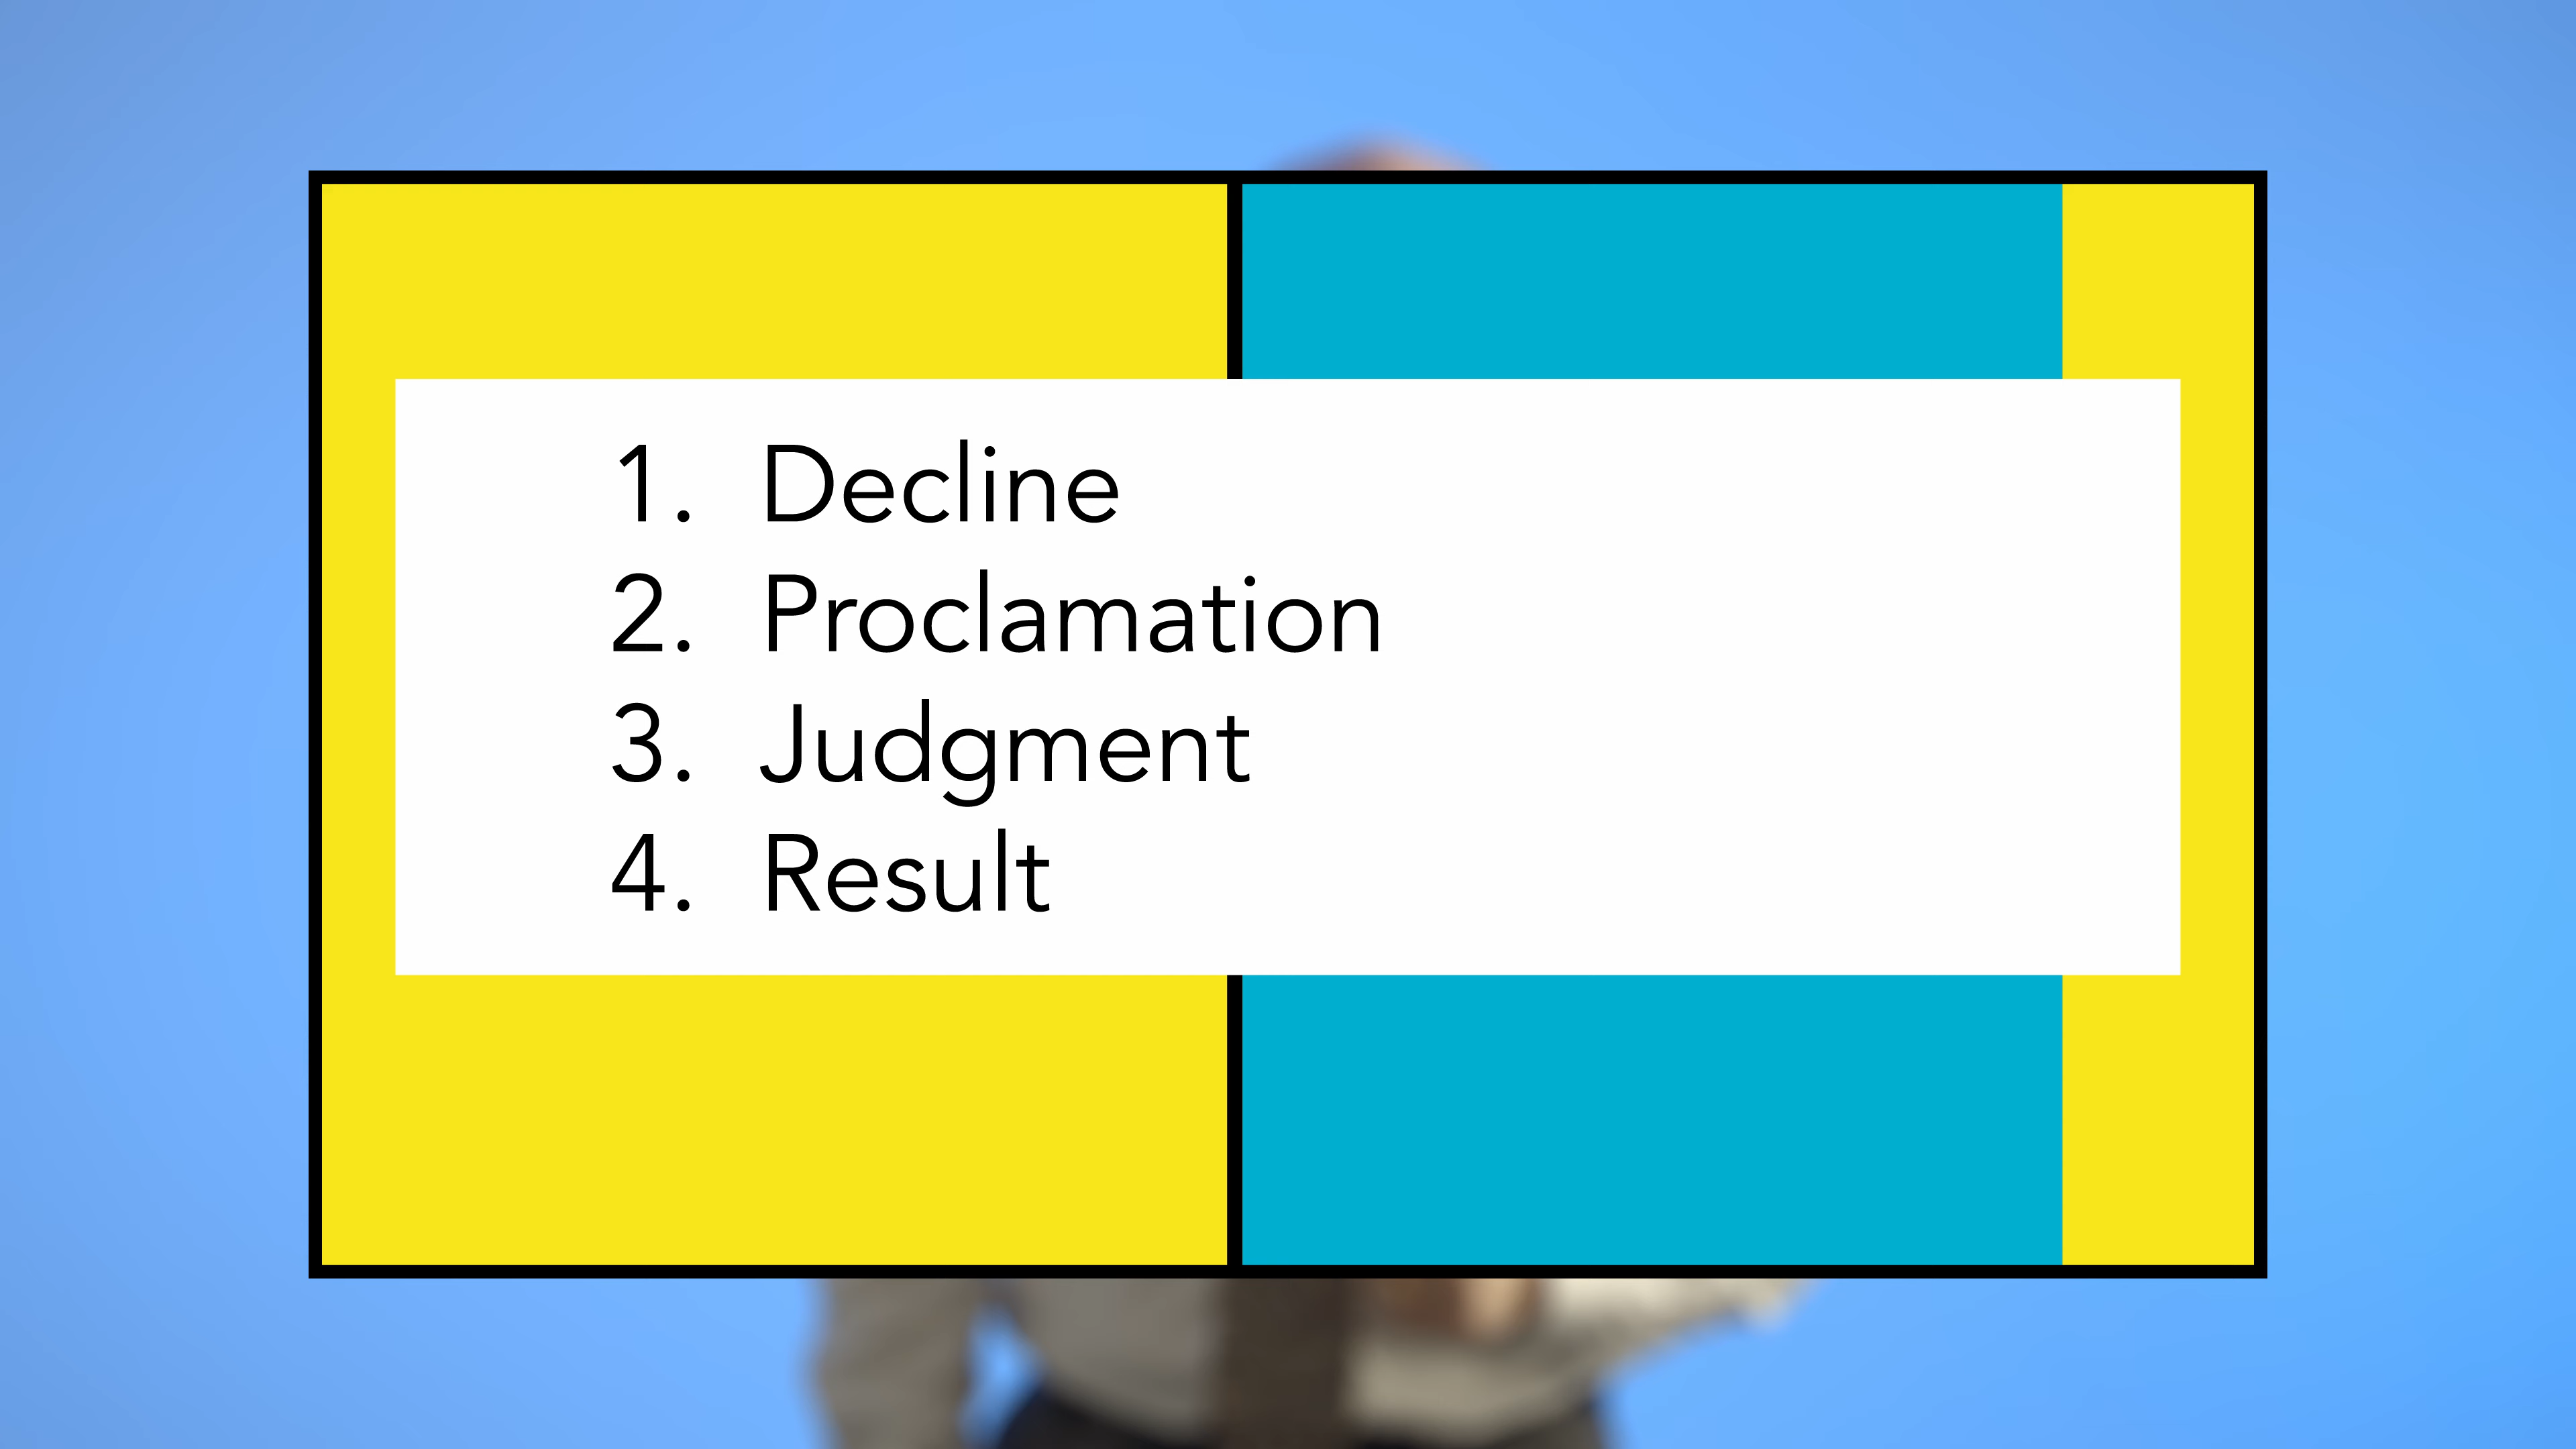 1. Decline
2. Proclamation
3. Judgment
4. Result